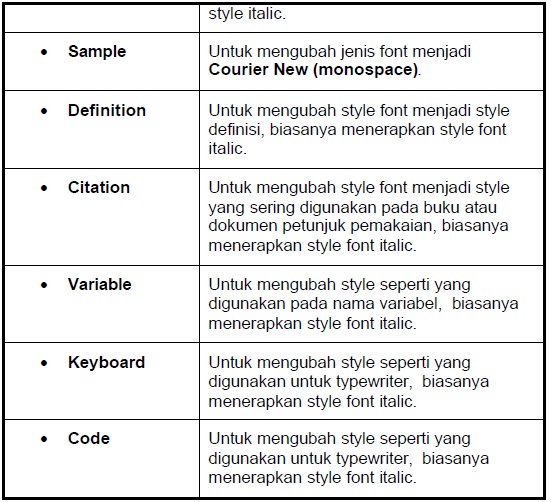 style italic.
• Sample
Untuk mengubah jenis font menjadi
Courier New (monospace).
• Definition
Untuk mengubah style font menjadi style
definisi, biasanya menerapkan style font
italic.
• Citation
Untuk mengubah style font menjadi style
yang sering digunakan pada buku atau
dokumen petunjuk pemakaian, biasanya
menerapkan style font italic.
• Variable
Untuk mengubah style seperti yang
digunakan pada nama variabel,  biasanya
menerapkan style font italic.
• Keyboard
Untuk mengubah style seperti yang
digunakan untuk typewriter,  biasanya
menerapkan style font italic.
• Code
Untuk mengubah style seperti yang
digunakan untuk typewriter,  biasanya
menerapkan style font italic.